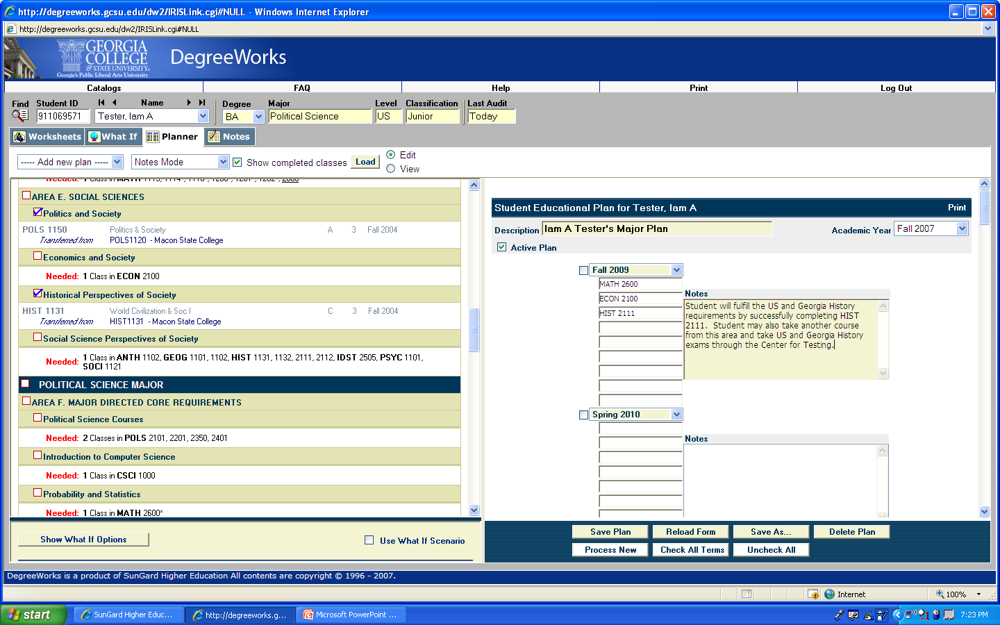 http://degreeworks.gcsu.edu/dw2/IRISLink.cgi#NULL - Windows Internet Explorer
http://degreeworks.gcsu.edu/dw2/IRISLink.cgi#NULL
GEORGIA
COLLEGE
& STATE UNIVERSITY
Georgia's Public Liberal Arts University
DegreeWorks
Catalogs FAQ Help Print Log Out
Find Student ID Name Degree Major Level Classification Last Audit
911069571 Tester, Iam A BA Political Science US Junior Today
Worksheets What If Planner Notes
----- Add new plan ----- Notes Mode Show completed classes Load Edit
View
AREA E. SOCIAL SCIENCES
Politics and Society
POLS 1150 Politics & Society A 3 Fall 2004
Transferred from POLS1120 - Macon State College
Economics and Society
Needed: 1 Class in ECON 2100
Historical Perspectives of Society
HIST 1131 World Civilization & Soc I C 3 Fall 2004
Transferred from HIST1131 - Macon State College
Social Science Perspectives of Society
Needed: 1 Class in ANTH 1102, GEOG 1101, 1102, HIST 1131, 1132, 2111, 2112, IDST 2505, PSYC 1101,
SOCI 1121
POLITICAL SCIENCE MAJOR
AREA F. MAJOR DIRECTED CORE REQUIREMENTS
Political Science Courses
Needed: 2 Classes in POLS 2101, 2201, 2350, 2401
Introduction to Computer Science
Needed: 1 Class in CSCI 1000
Probability and Statistics
Needed: 1 Class in MATH 2600*
Show What If Options Use What If Scenario
Student Educational Plan for Tester, Iam A Print
Description Iam A Tester's Major Plan Academic Year Fall 2007
Active Plan
Fall 2009
MATH 2600
ECON 2100
HIST 2111
Notes
Student will fulfill the US and Georgia History
requirements by successfully completing HIST
2111. Student may also take another course
from this area and take US and Georgia History
exams through the Center for Testing.
Spring 2010
Notes
Save Plan Reload Form Save As... Delete Plan
Process New Check All Terms Uncheck All
DegreeWorks is a product of SunGard Higher Education All contents are copyright © 1996 - 2007.
Internet 100%
start SunGard Higher Educ... http://degreeworks.g... Microsoft PowerPoint ... 7:23 PM